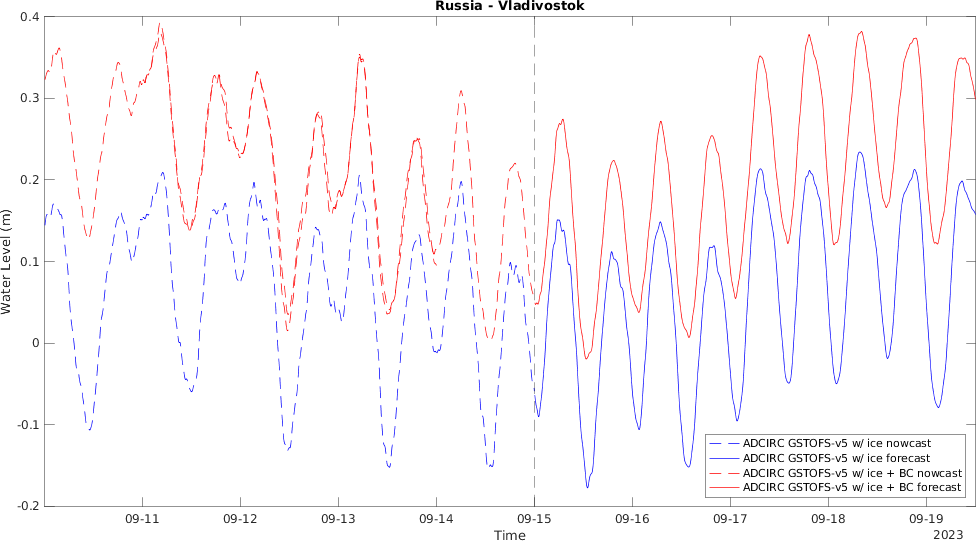 Russia - Vladivostok
0.4
0.3
0.2
0.1
0
-0.1
-0.2
Water Level (m)
09-11
09-12
09-13
09-14
09-15
09-16
09-17
09-18
09-19
Time
2023
ADCIRC GSTOFS-v5 w/ ice nowcast
ADCIRC GSTOFS-v5 w/ ice forecast
ADCIRC GSTOFS-v5 w/ ice + BC nowcast
ADCIRC GSTOFS-v5 w/ ice + BC forecast